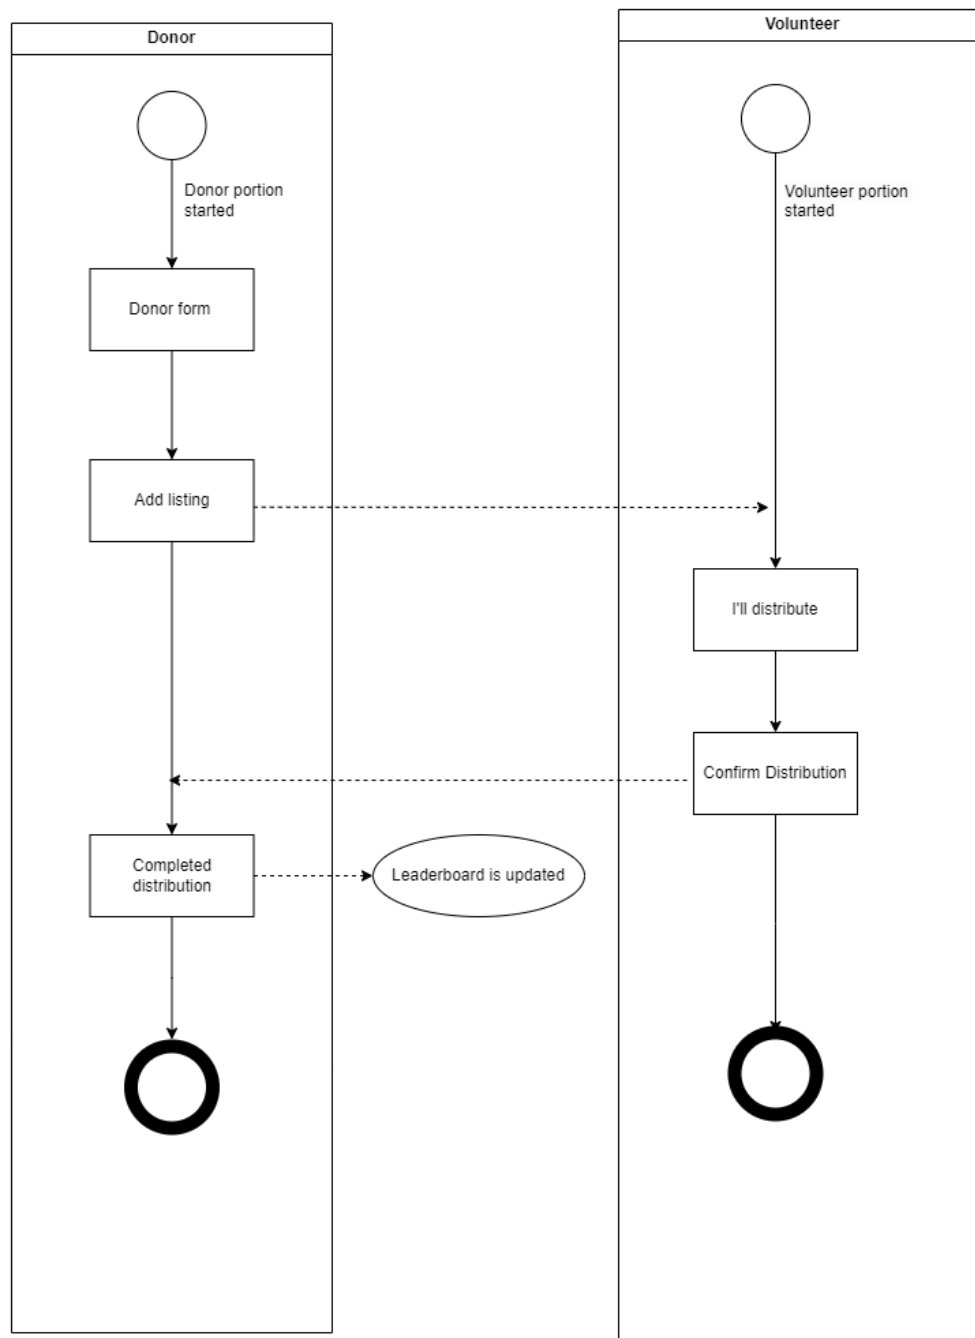 Donor
Volunteer
Donor portion
started
Volunteer portion
started
Donor form
Add listing
I'll distribute
Confirm Distribution
Completed
distribution
Leaderboard is updated